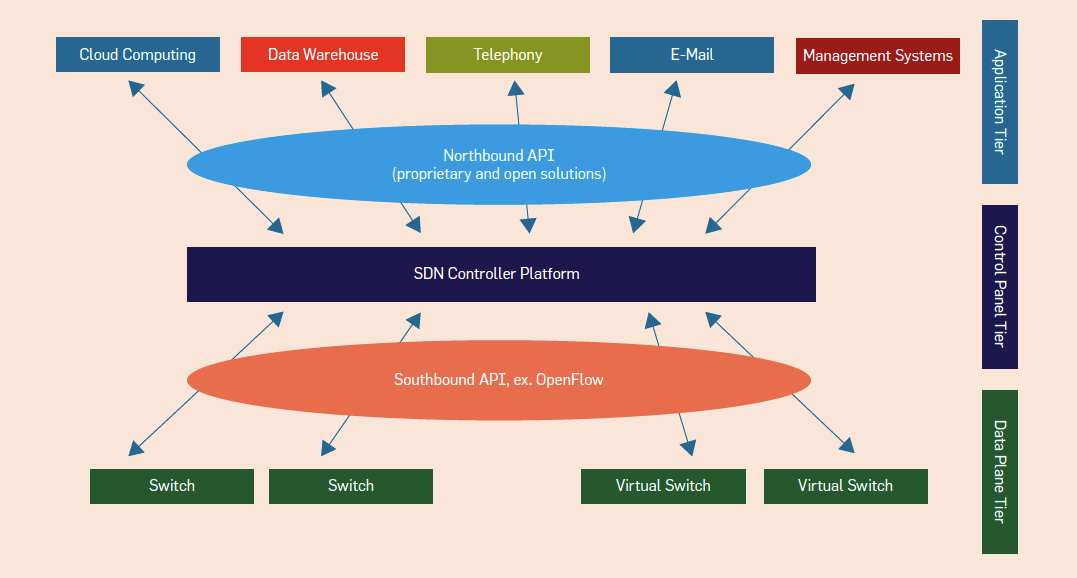 Cloud Computing
Data Warehouse
Telephony
E-Mail
Management Systems
Application Tier
Northbound API
(proprietary and open solutions)
SDN Controller Platform
Control Panel Tier
Southbound API, ex. OpenFlow
Switch
Switch
Virtual Switch
Virtual Switch
Data Plane Tier